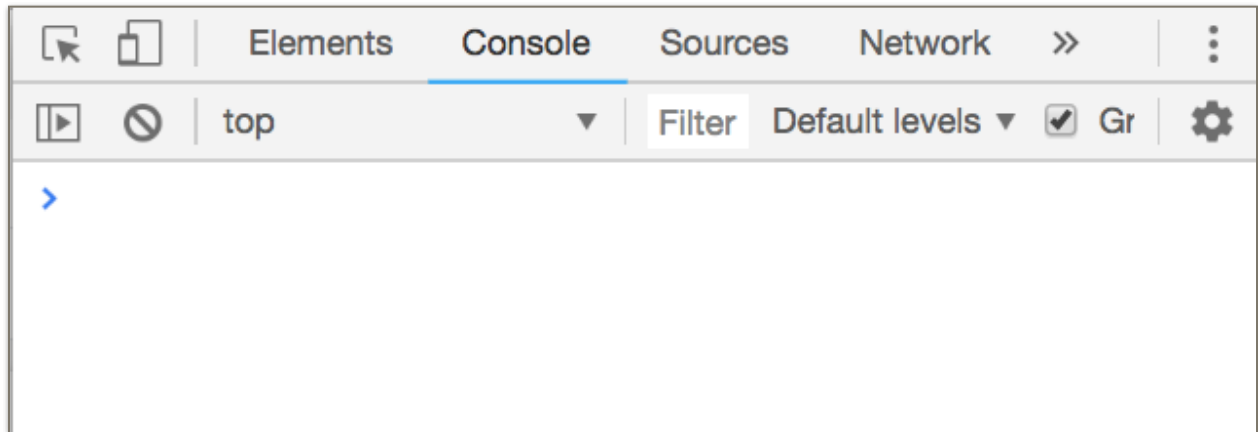 Elements Console Sources Network »
top Filter Default levels Gr